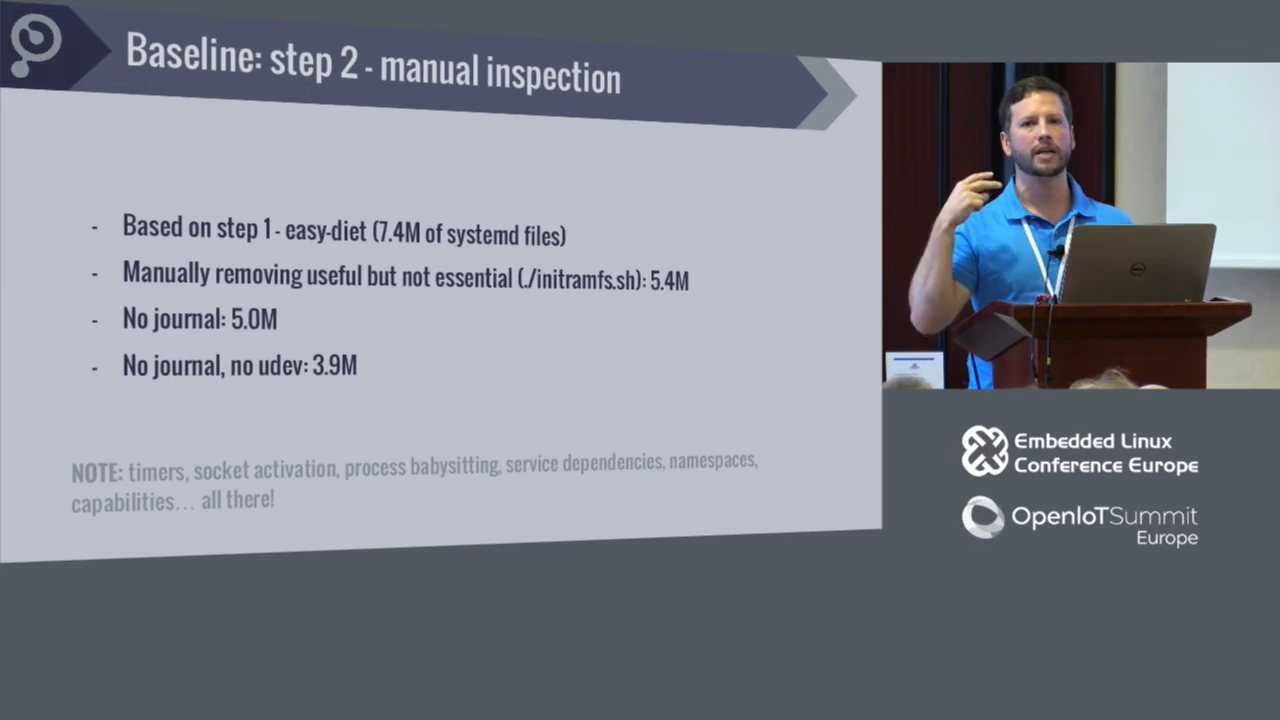 Baseline: step 2 - manual inspection
- Based on step 1 - easy-diet (7.4M of systemd files)
- Manually removing useful but not essential (./initramfs.sh): 5.4M
- No journal: 5.0M
- No journal, no udev: 3.9M
NOTE: timers, socket activation, process babysitting, service dependencies, namespaces,
capabilities... all there!
DELL
Embedded Linux
Conference Europe
OpenIoTSummit
Europe